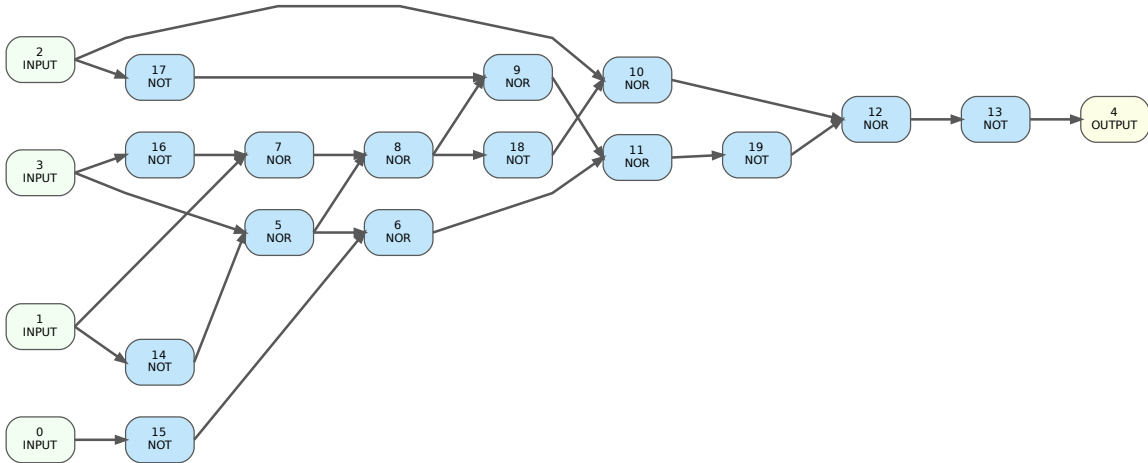 2
INPUT
17
NOT
9
NOR
10
NOR
12
NOR
13
NOT
4
OUTPUT
3
INPUT
16
NOT
7
NOR
8
NOR
18
NOT
11
NOR
19
NOT
5
NOR
6
NOR
1
INPUT
14
NOT
0
INPUT
15
NOT